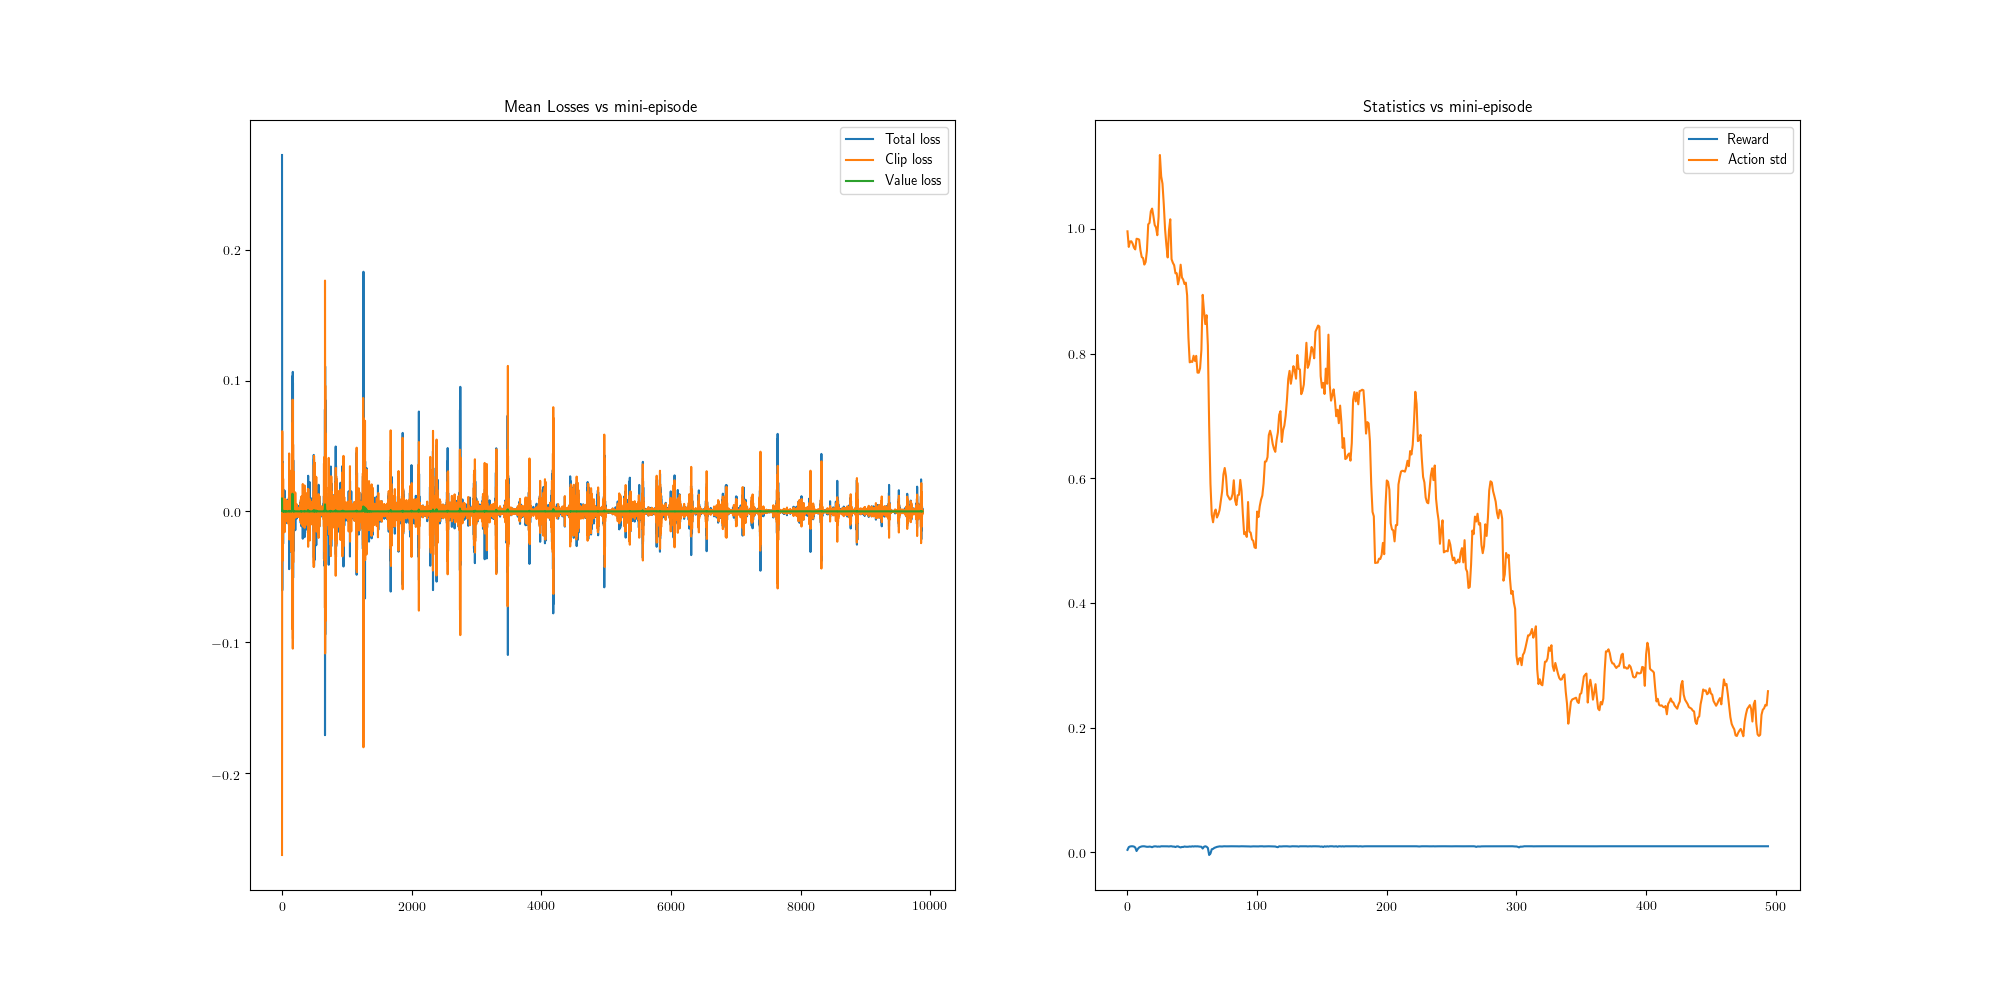 Mean Losses vs mini-episode
Total loss
Clip loss
Value loss
0.2
0.1
0.0
−0.1
−0.2
0 2000 4000 6000 8000 10000
Statistics vs mini-episode
Reward
Action std
1.0
0.8
0.6
0.4
0.2
0.0
0 100 200 300 400 500